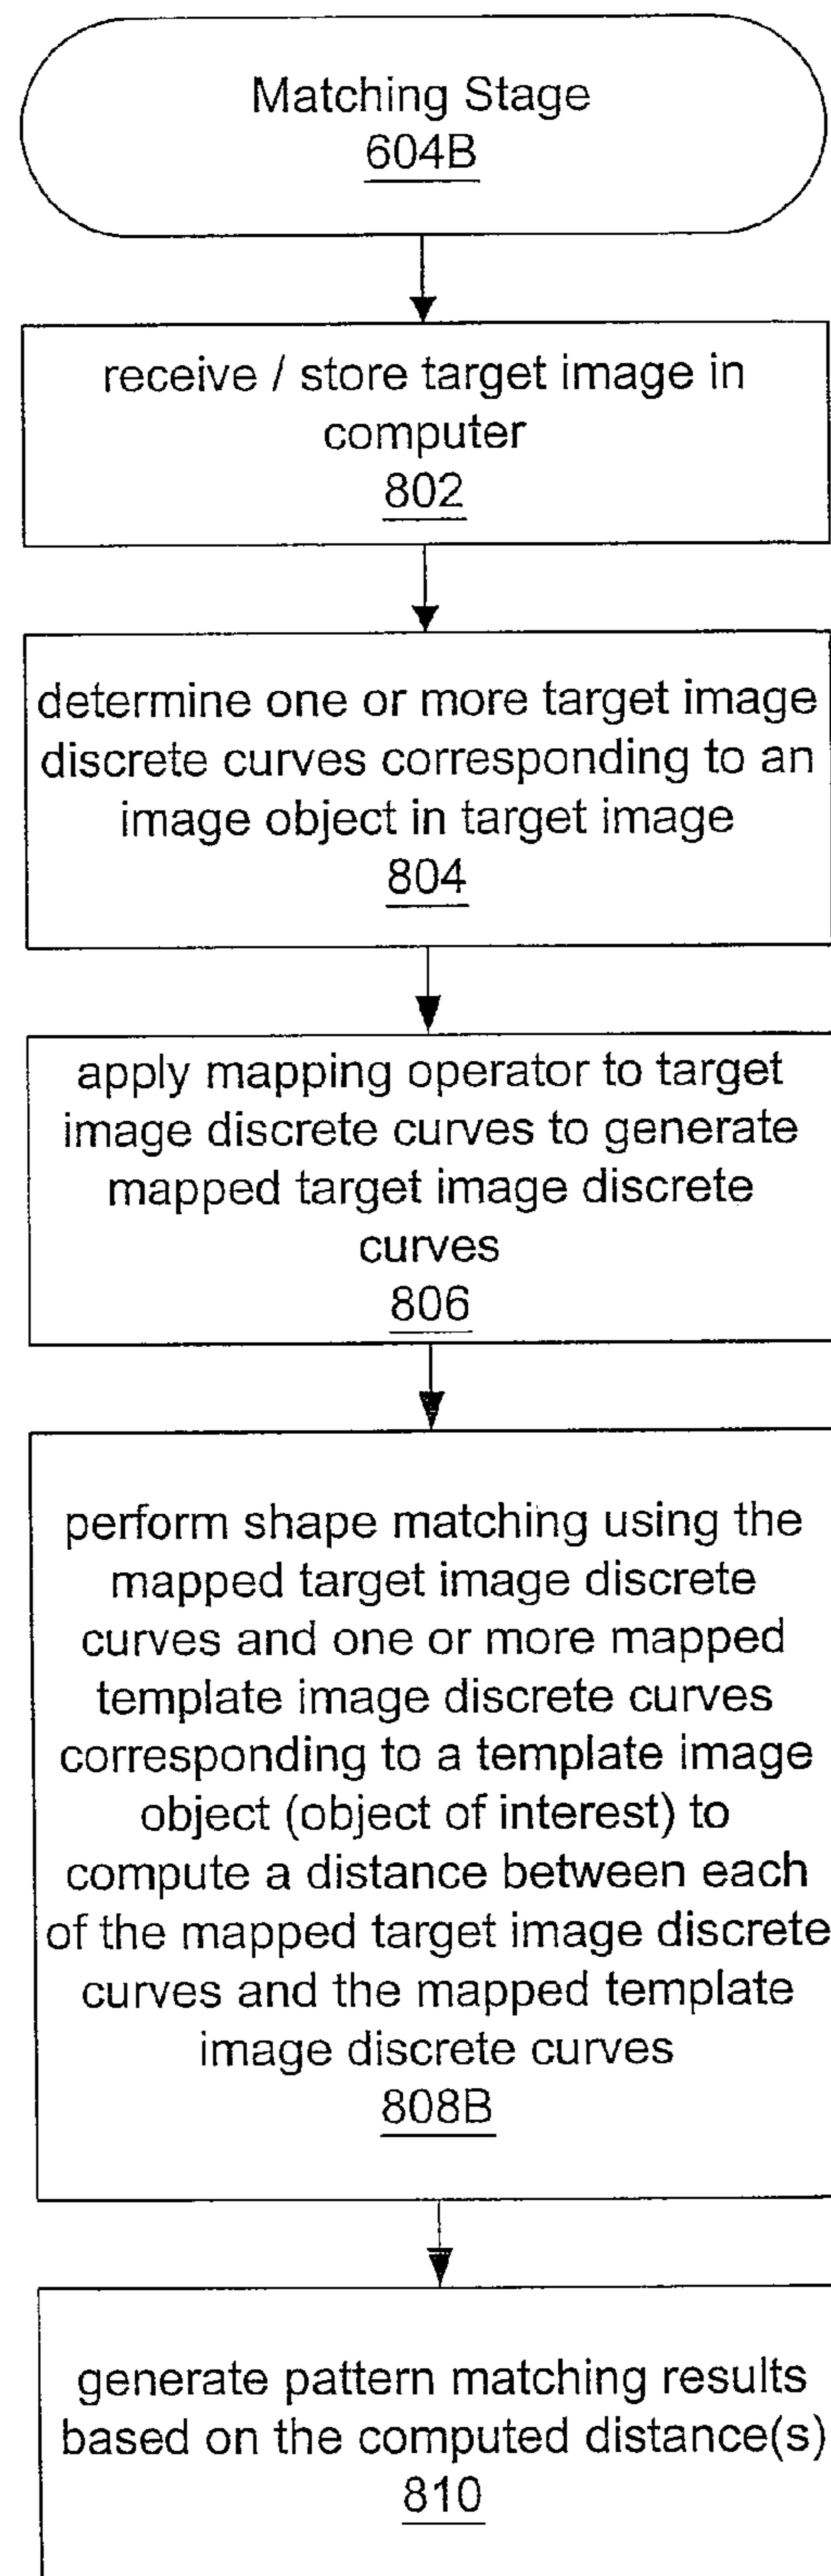 Matching Stage
604B
receive / store target image in
computer
802
determine one or more target image
discrete curves corresponding to an
image object in target image
804
apply mapping operator to target
image discrete curves to generate
mapped target image discrete
curves
806
perform shape matching using the
mapped target image discrete
curves and one or more mapped
template image discrete curves
corresponding to a template image
object (object of interest) to
compute a distance between each
of the mapped target image discrete
curves and the mapped template
image discrete curves
808B
generate pattern matching results
based on the computed distance(s)
810